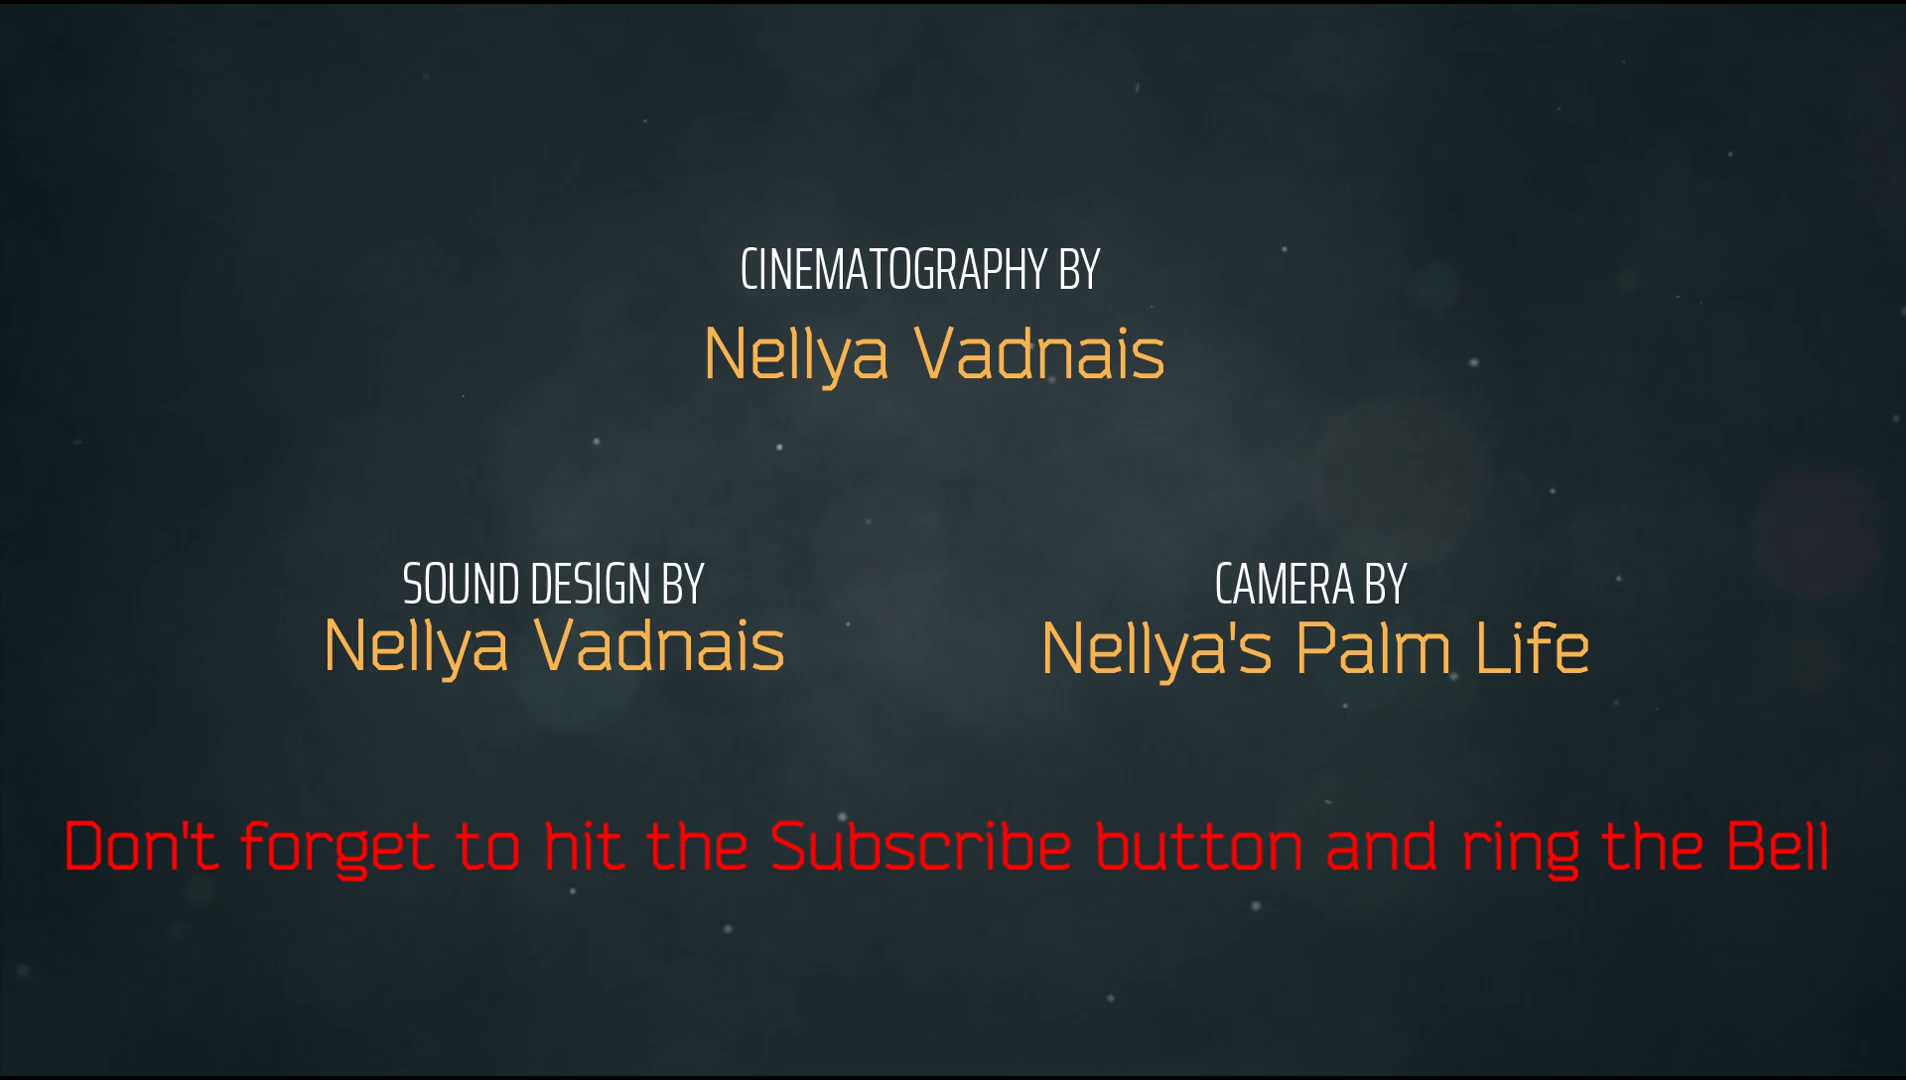 CINEMATOGRAPHY BY
Nellya Vadnais
SOUND DESIGN BY
Nellya Vadnais
CAMERA BY
Nellya's Palm Life
Don't forget to hit the Subscribe button and ring the Bell